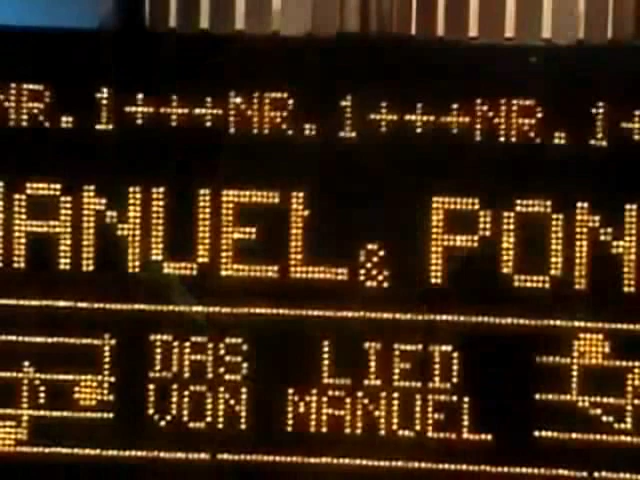 NR.1+++NR.1+++NR.1+
MANUEL & PON
DAS LIED
VON MANUEL